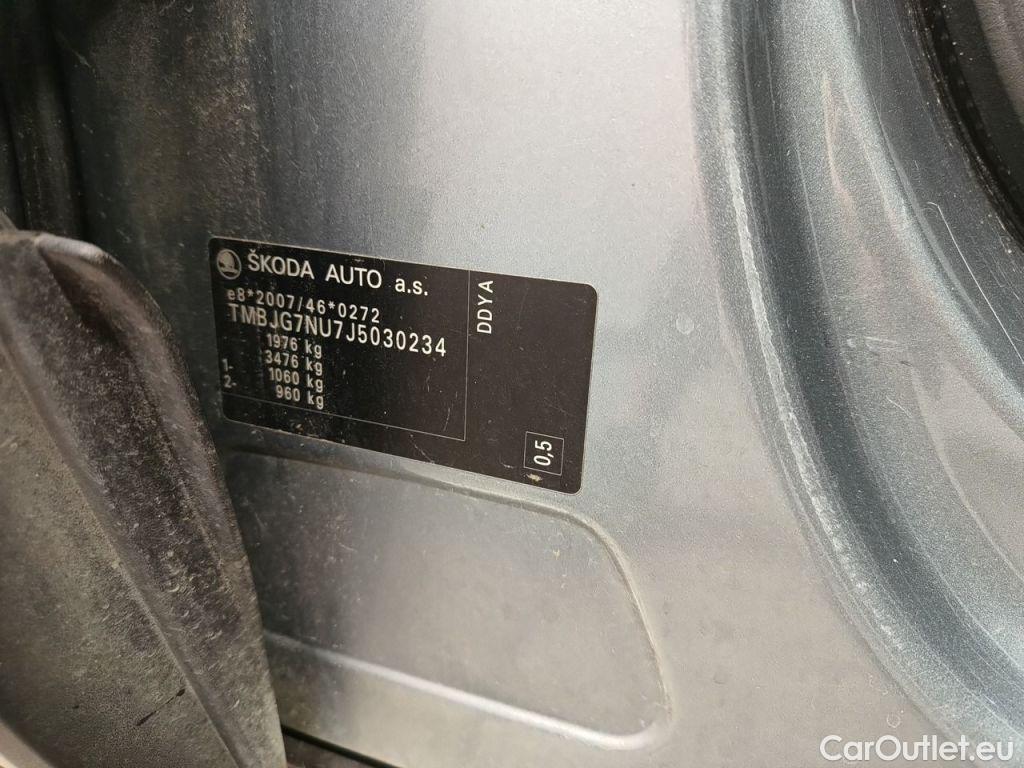 ŠKODA AUTO a.s.
e8*2007/46*0272
TMBJG7NU7J5030234
1976 kg
3476 kg
1- 1060 kg
2- 960 kg
DDYA
0,5
CarOutlet.eu